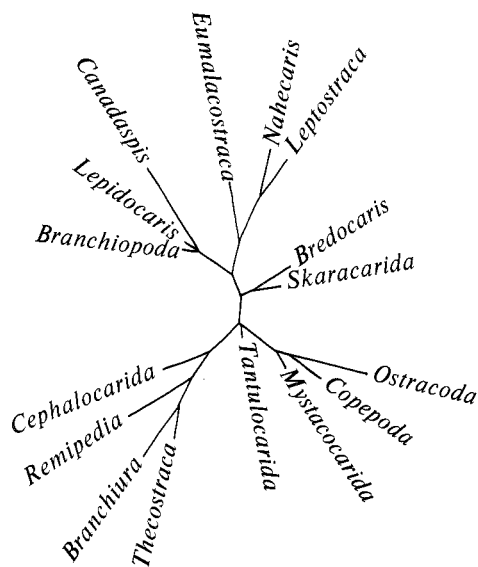 Eumalacostraca
Nahecaris
Leptostraca
Canadaspis
Lepidocaris
Branchiopoda
Bredocaris
Skaracarida
Cephalocarida
Remipedia
Branchiura
Thecostraca
Tantulocarida
Mystacocarida
Copepoda
Ostracoda